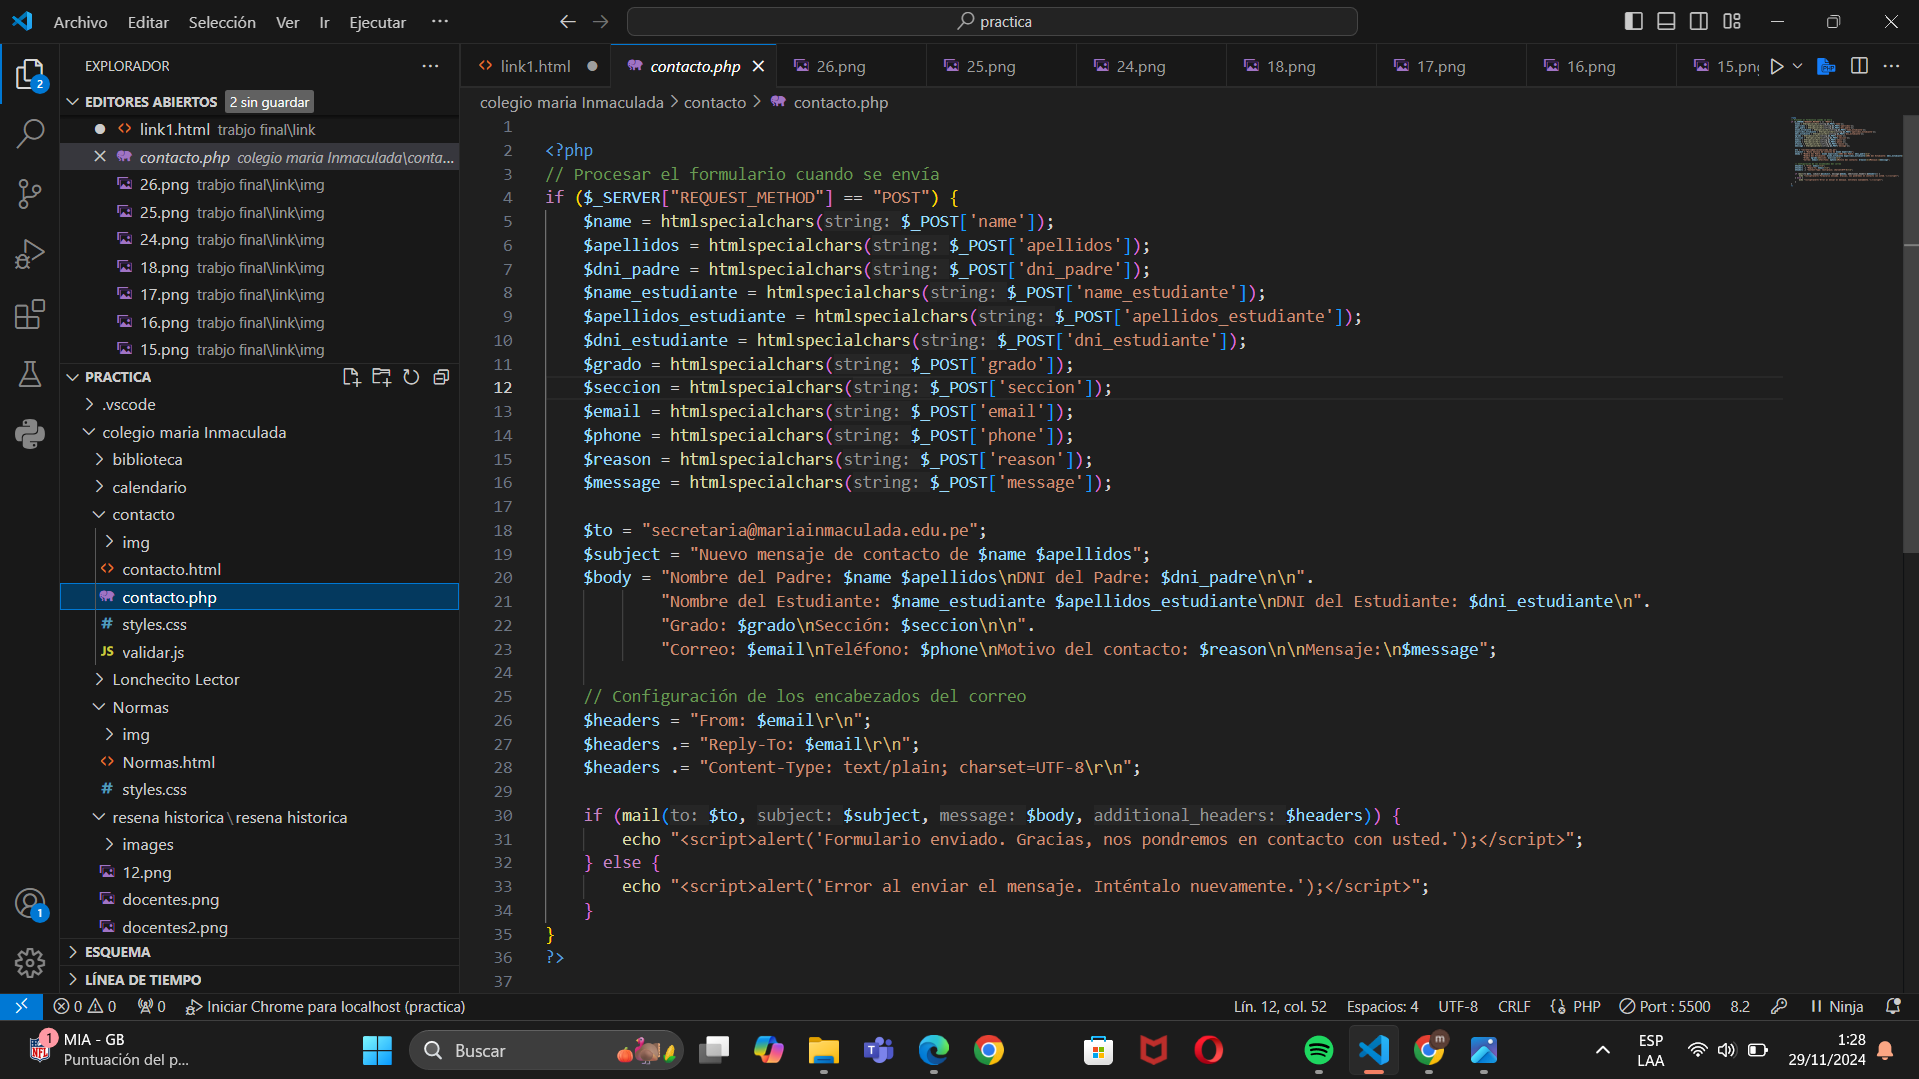 Archivo Editar Selección Ver Ir Ejecutar ··· practica
EXPLORADOR ···
EDITORES ABIERTOS 2 sin guardar
link1.html trabjo final\link
contacto.php colegio maria Inmaculada\conta...
26.png trabjo final\link\img
25.png trabjo final\link\img
24.png trabjo final\link\img
18.png trabjo final\link\img
17.png trabjo final\link\img
16.png trabjo final\link\img
15.png trabjo final\link\img
PRACTICA
.vscode
colegio maria Inmaculada
biblioteca
calendario
contacto
img
contacto.html
contacto.php
styles.css
JS validar.js
Lonchecito Lector
Normas
img
Normas.html
styles.css
resena historica\resena historica
images
12.png
docentes.png
docentes2.png
ESQUEMA
LÍNEA DE TIEMPO
2
1
link1.html contacto.php 26.png 25.png 24.png 18.png 17.png 16.png 15.png
colegio maria Inmaculada > contacto > contacto.php
1
2 <?php
3 // Procesar el formulario cuando se envía
4 if ($_SERVER["REQUEST_METHOD"] == "POST") {
5 $name = htmlspecialchars(string: $_POST['name']);
6 $apellidos = htmlspecialchars(string: $_POST['apellidos']);
7 $dni_padre = htmlspecialchars(string: $_POST['dni_padre']);
8 $name_estudiante = htmlspecialchars(string: $_POST['name_estudiante']);
9 $apellidos_estudiante = htmlspecialchars(string: $_POST['apellidos_estudiante']);
10 $dni_estudiante = htmlspecialchars(string: $_POST['dni_estudiante']);
11 $grado = htmlspecialchars(string: $_POST['grado']);
12 $seccion = htmlspecialchars(string: $_POST['seccion']);
13 $email = htmlspecialchars(string: $_POST['email']);
14 $phone = htmlspecialchars(string: $_POST['phone']);
15 $reason = htmlspecialchars(string: $_POST['reason']);
16 $message = htmlspecialchars(string: $_POST['message']);
17
18 $to = "secretaria@mariainmaculada.edu.pe";
19 $subject = "Nuevo mensaje de contacto de $name $apellidos";
20 $body = "Nombre del Padre: $name $apellidos\nDNI del Padre: $dni_padre\n\n".
21 "Nombre del Estudiante: $name_estudiante $apellidos_estudiante\nDNI del Estudiante: $dni_estudiante\n".
22 "Grado: $grado\nSección: $seccion\n\n".
23 "Correo: $email\nTeléfono: $phone\nMotivo del contacto: $reason\n\nMensaje:\n$message";
24
25 // Configuración de los encabezados del correo
26 $headers = "From: $email\r\n";
27 $headers .= "Reply-To: $email\r\n";
28 $headers .= "Content-Type: text/plain; charset=UTF-8\r\n";
29
30 if (mail(to: $to, subject: $subject, message: $body, additional_headers: $headers)) {
31 echo "<script>alert('Formulario enviado. Gracias, nos pondremos en contacto con usted.');</script>";
32 } else {
33 echo "<script>alert('Error al enviar el mensaje. Inténtalo nuevamente.');</script>";
34 }
35 }
36 ?>
37
0 0 0 Iniciar Chrome para localhost (practica) Lín. 12, col. 52 Espacios: 4 UTF-8 CRLF PHP Port : 5500 8.2 Ninja
1 MIA - GB
Puntuación del p...
Buscar
m
ESP
LAA
1:28
29/11/2024